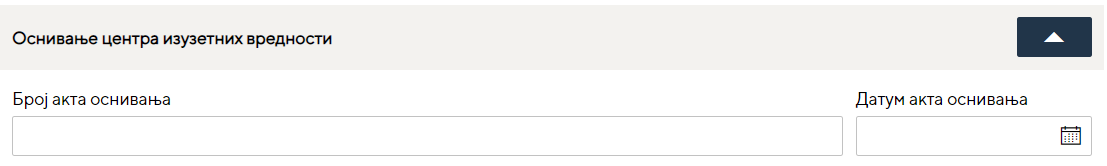 Оснивање центра изузетних вредности
Број акта оснивања
Датум акта оснивања